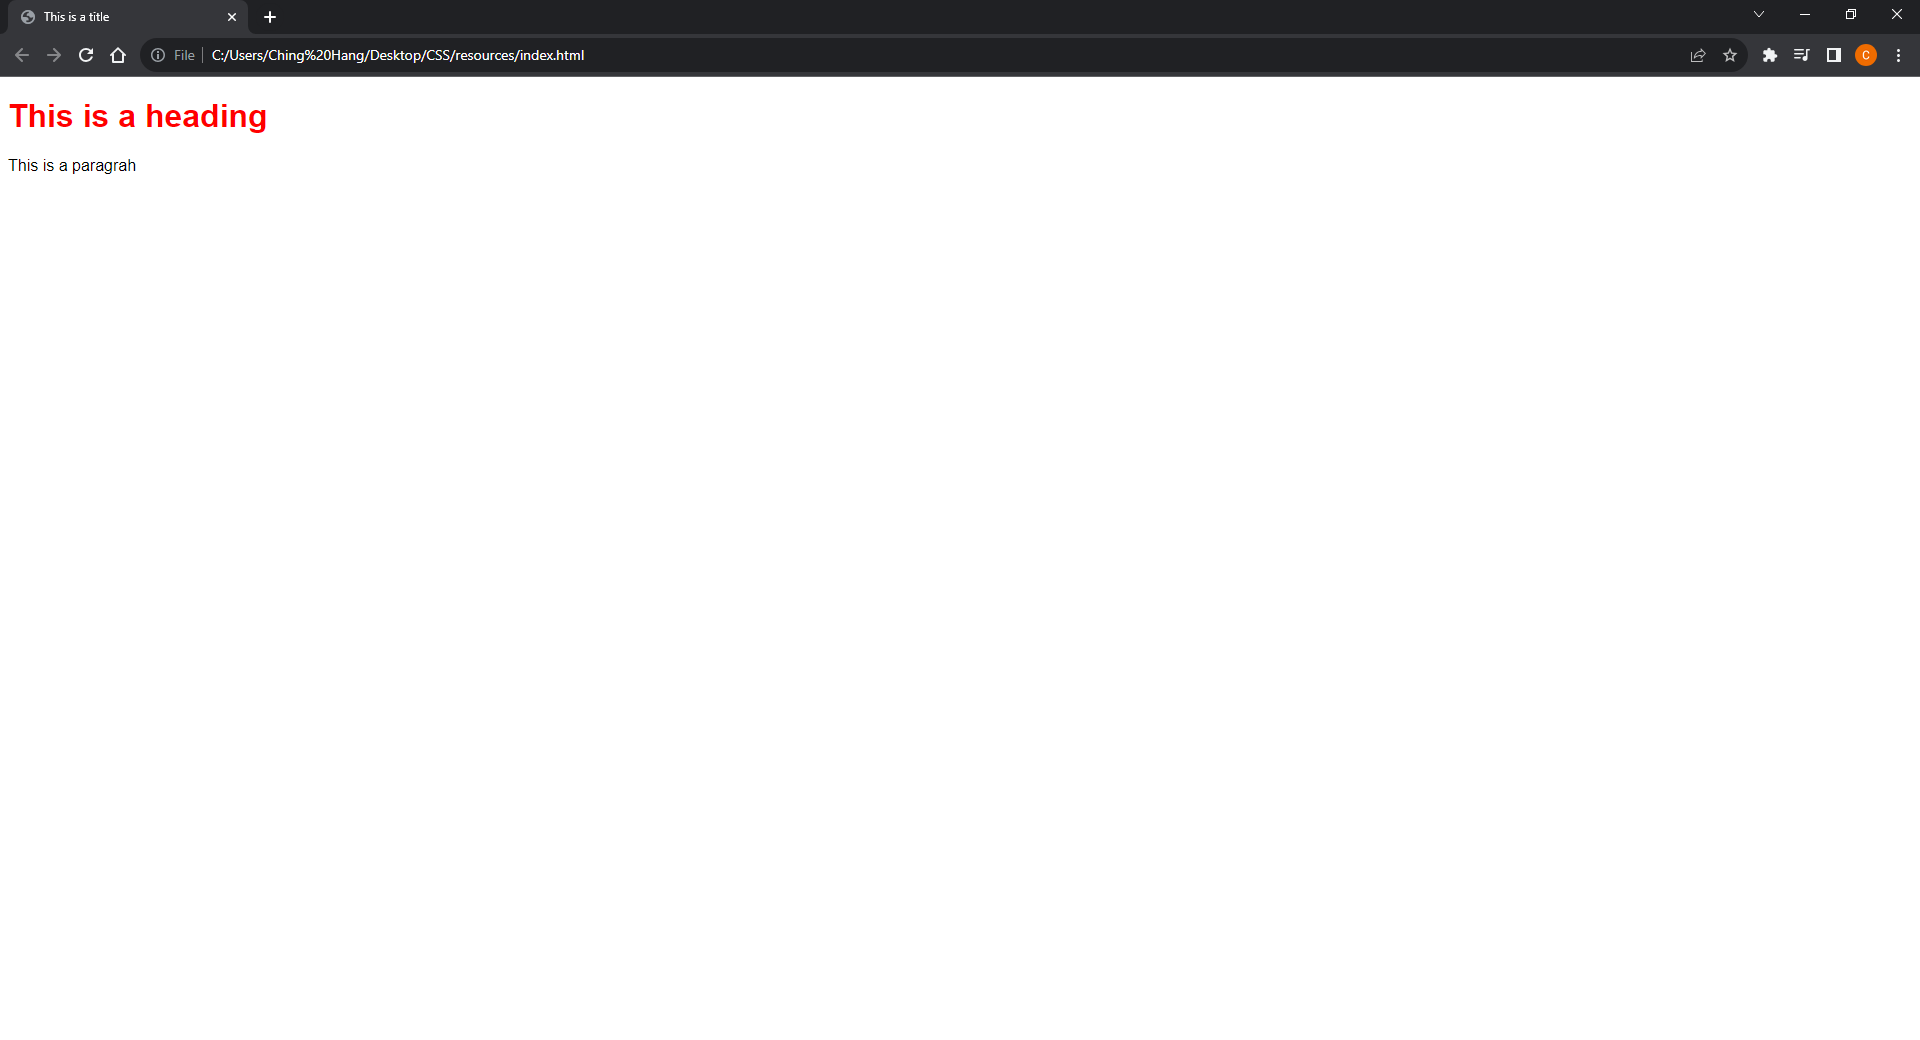 This is a title
File C:/Users/Ching%20Hang/Desktop/CSS/resources/index.html
C
This is a heading
This is a paragrah